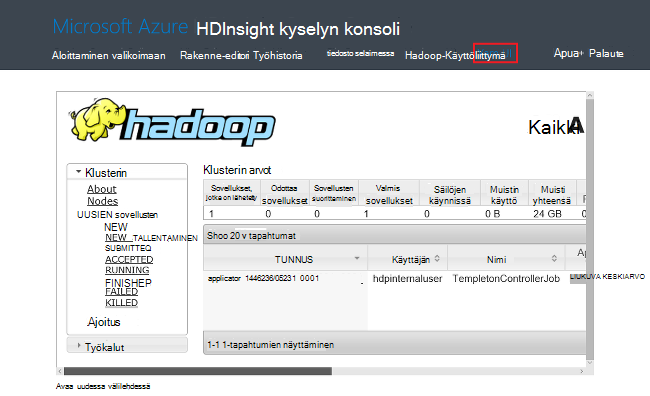 Microsoft Azure HDInsight kyselyn konsoli
Aloittaminen valikoimaan Rakenne-editori Työhistoria tiedosto selaimessa Hadoop-Käyttöliittymä Apua+ Palaute
hadoop Kaikki A
Klusterin
About
Nodes
UUSIEN sovellusten
NEW
NEW_TALLENTAMINEN
SUBMITTEQ
ACCEPTED
RUNNING
FINISHEP
FAILED
KILLED
Ajoitus
Työkalut
Klusterin arvot
Sovellukset, jotka on lähetety Odottaa sovellukset Sovellusten suorittaminen Valmis sovellukset Säilöjen käynnissä Muistin käyttö Muisti yhteensä
1 0 0 1 0 0 B 24 GB
Shoo 20 v tapahtumat
TUNNUS Käyttäjän Nimi
applicator 1446236/05231 0001 hdpinternaluser TempletonControllerJob LIUKUVA KESKIARVO
1-1 1-tapahtumien näyttäminen
Avaa uudessa välilehdessä